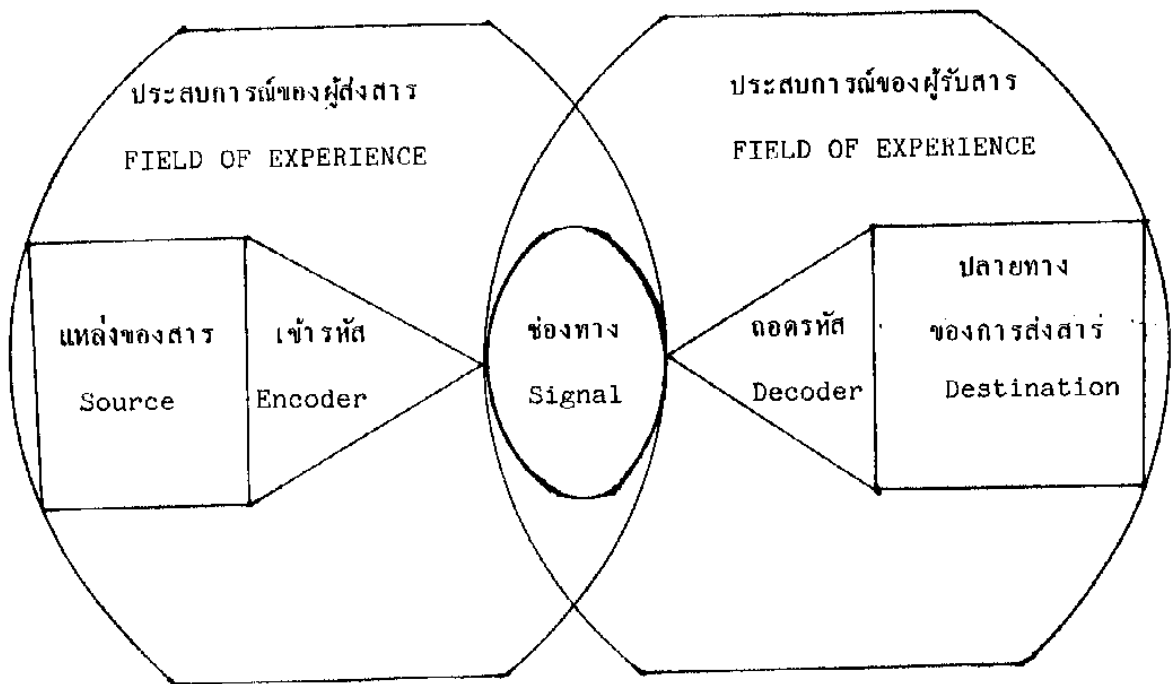 ประสบการณ์ของผู้ส่งสาร
FIELD OF EXPERIENCE
ประสบการณ์ของผู้รับสาร
FIELD OF EXPERIENCE
แหล่งของสาร
Source
เข้ารหัส
Encoder
ช่องทาง
Signal
ถอดรหัส
Decoder
ปลายทาง
ของการส่งสาร
Destination